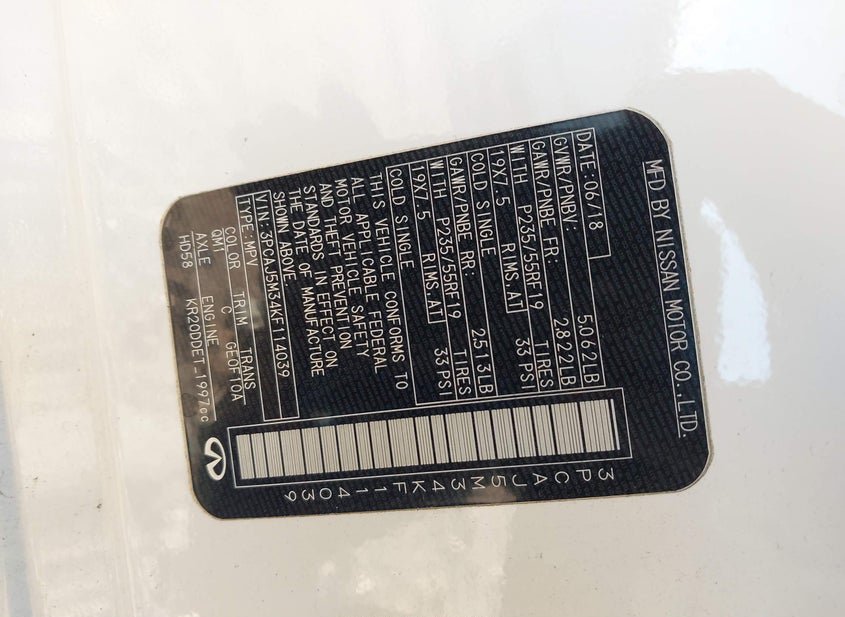 MFD BY NISSAN MOTOR CO.,LTD.
DATE:06/18
GVWR/PNBV: 5,062LB
GAWR/PNBE FR: 2,822LB
WITH P235/55RF19 TIRES
19X7.5 RIMS,AT 33 PSI
COLD SINGLE
GAWR/PNBE RR: 2,513LB
WITH P235/55RF19 TIRES
19X7.5 RIMS,AT 33 PSI
COLD SINGLE
THIS VEHICLE CONFORMS TO
ALL APPLICABLE FEDERAL
MOTOR VEHICLE SAFETY
AND THEFT PREVENTION
STANDARDS IN EFFECT ON
THE DATE OF MANUFACTURE
SHOWN ABOVE.
VIN 3PCAJ5M34KF114039
TYPE:MPV
COLOR TRIM TRANS
QM1 C GE0F10A
AXLE ENGINE
HD58 KR20DDET_1997cc
3PCAJ5M34KF114039